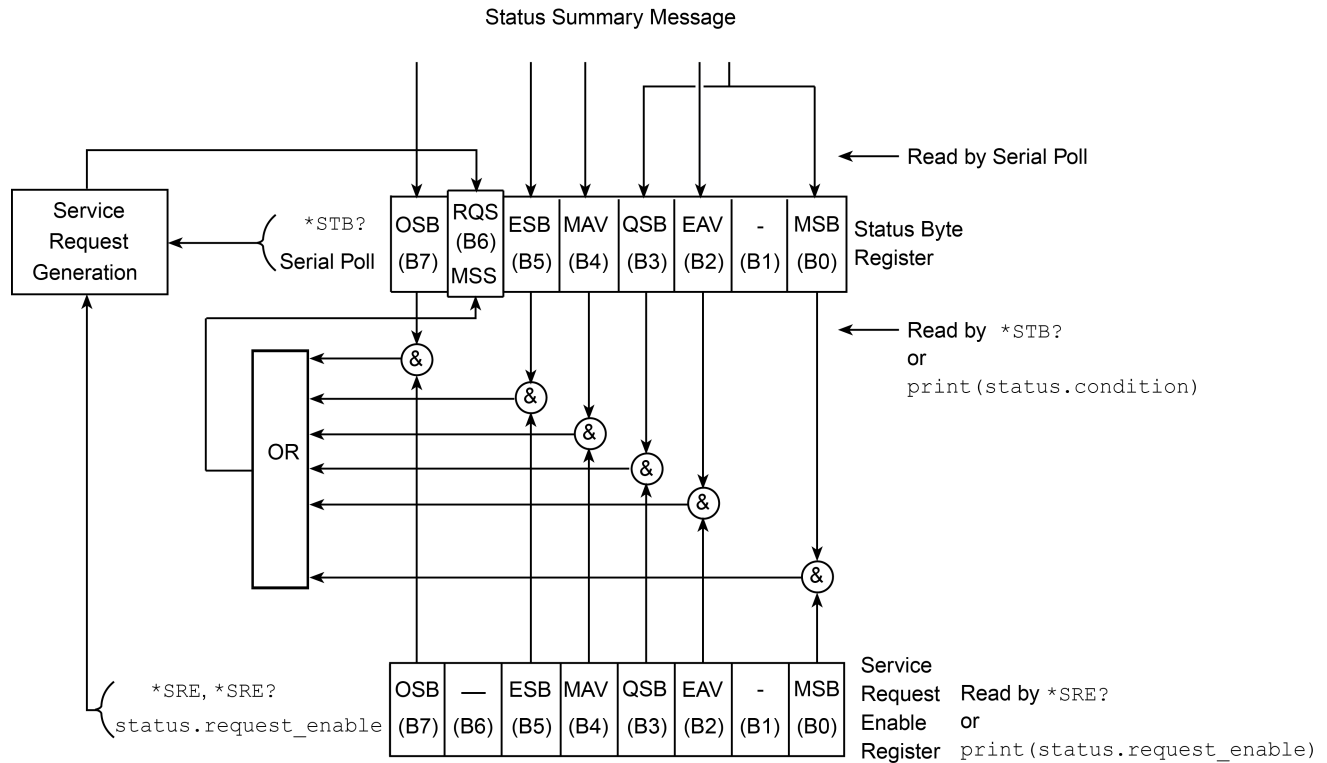 Status Summary Message
Read by Serial Poll
Service
Request
Generation
*STB?
Serial Poll
OSB
(B7)
RQS
(B6)
MSS
ESB
(B5)
MAV
(B4)
QSB
(B3)
EAV
(B2)
-
(B1)
MSB
(B0)
Status Byte
Register
Read by *STB?
or
print(status.condition)
&
&
&
&
&
&
OR
*SRE, *SRE?
status.request_enable
OSB
(B7)
—
(B6)
ESB
(B5)
MAV
(B4)
QSB
(B3)
EAV
(B2)
-
(B1)
MSB
(B0)
Service
Request
Enable
Register
Read by *SRE?
or
print(status.request_enable)